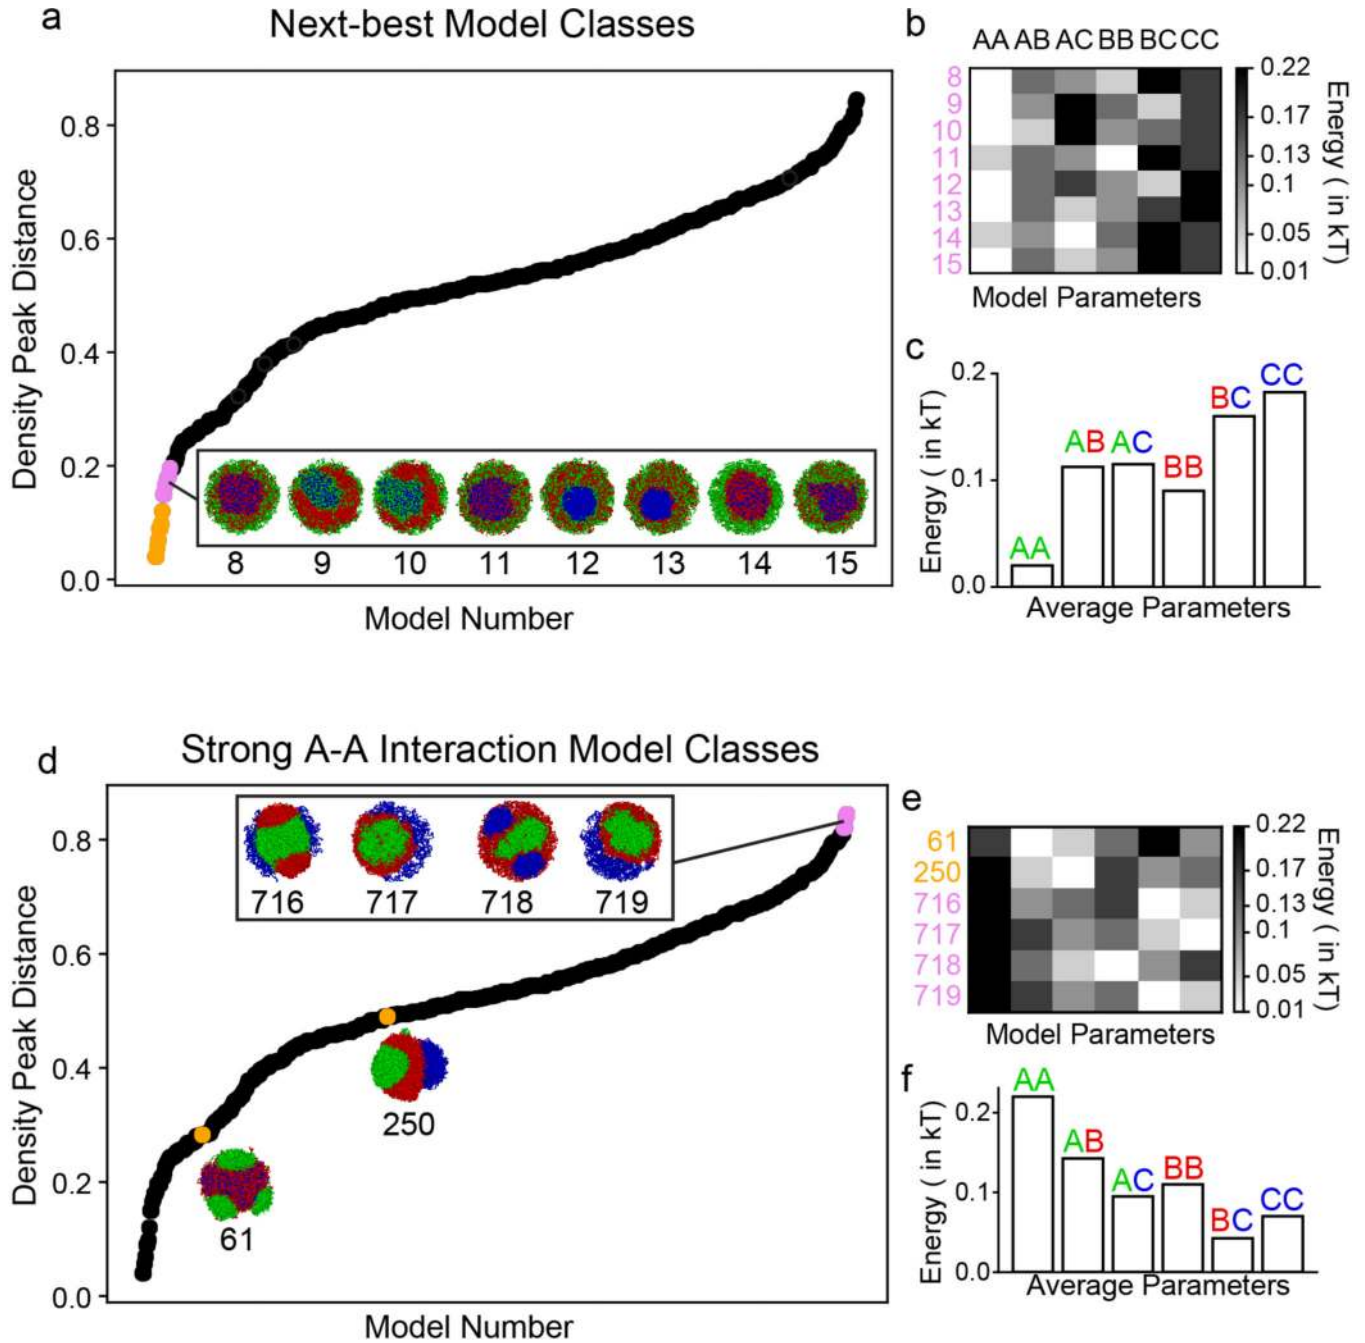 a
Next-best Model Classes
Density Peak Distance
0.8
0.6
0.4
0.2
0.0
8 9 10 11 12 13 14 15
Model Number
b
AA AB AC BB BC CC
8
9
10
11
12
13
14
15
Model Parameters
0.22
0.17
0.13
0.1
0.05
0.01
Energy ( in kT)
c
Energy ( in kT)
0.2
0.1
0.0
AA AB AC BB BC CC
Average Parameters
d
Strong A-A Interaction Model Classes
Density Peak Distance
0.8
0.6
0.4
0.2
0.0
716 717 718 719
250
61
Model Number
e
61
250
716
717
718
719
Model Parameters
0.22
0.17
0.13
0.1
0.05
0.01
Energy ( in kT)
f
Energy ( in kT)
0.2
0.1
0.0
AA AB AC BB BC CC
Average Parameters